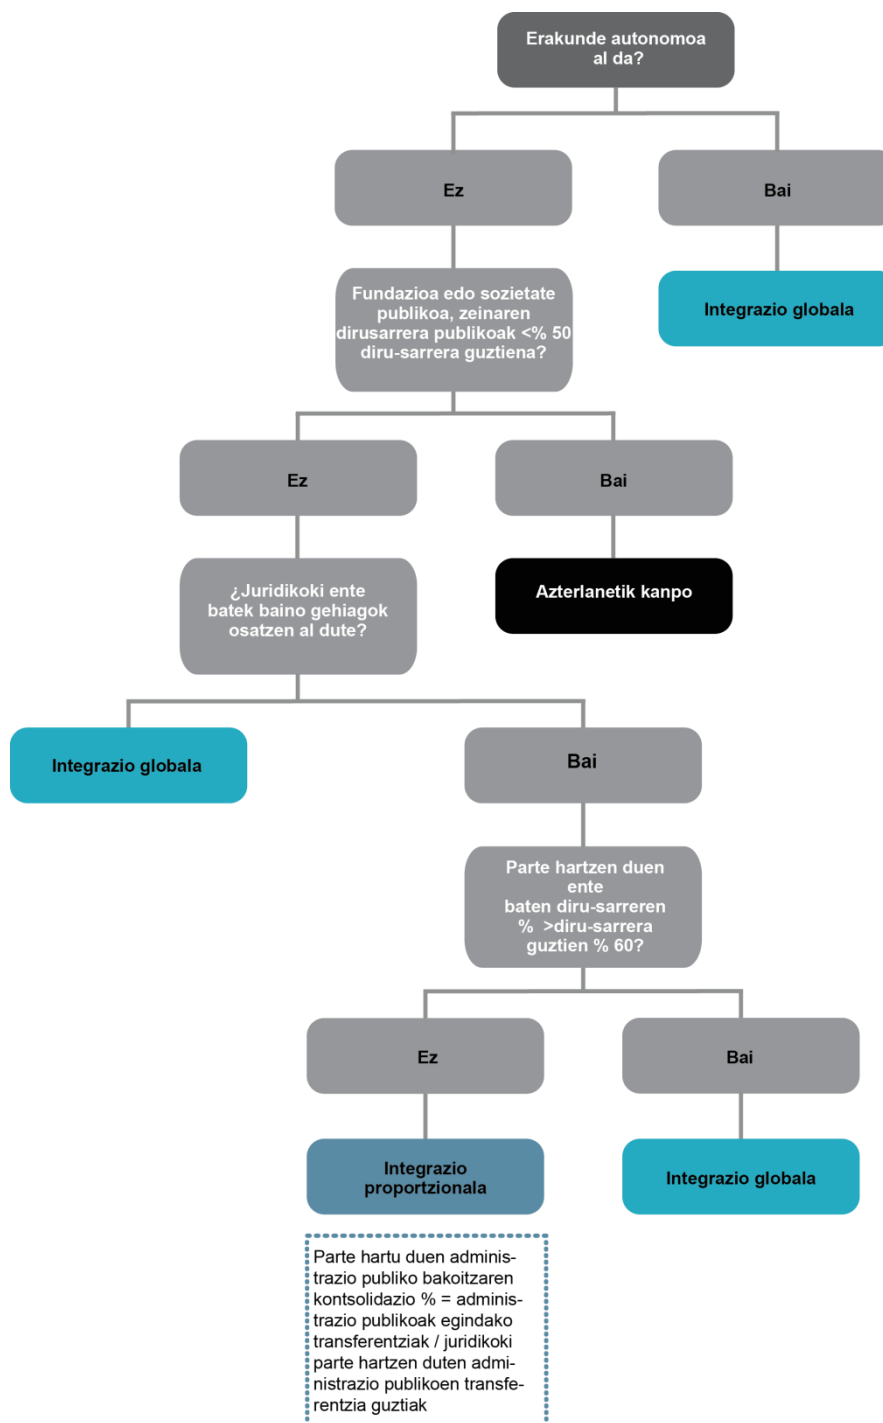 Erakunde autonomoa
al da?
Ez
Bai
Fundazioa edo sozietate
publikoa, zeinaren
dirusarrera publikoak <% 50
diru-sarrera guztiena?
Integrazio globala
Ez
Bai
¿Juridikoki ente
batek baino gehiagok
osatzen al dute?
Azterlanetik kanpo
Integrazio globala
Bai
Parte hartzen duen
ente
baten diru-sarreren
% >diru-sarrera
guztien % 60?
Ez
Bai
Integrazio
proportzionala
Integrazio globala
Parte hartu duen adminis-
trazio publiko bakoitzaren
kontsolidazio % = adminis-
trazio publikoak egindako
transferentziak / juridikoki
parte hartzen duten admi-
nistrazio publikoen transfe-
rentzia guztiak